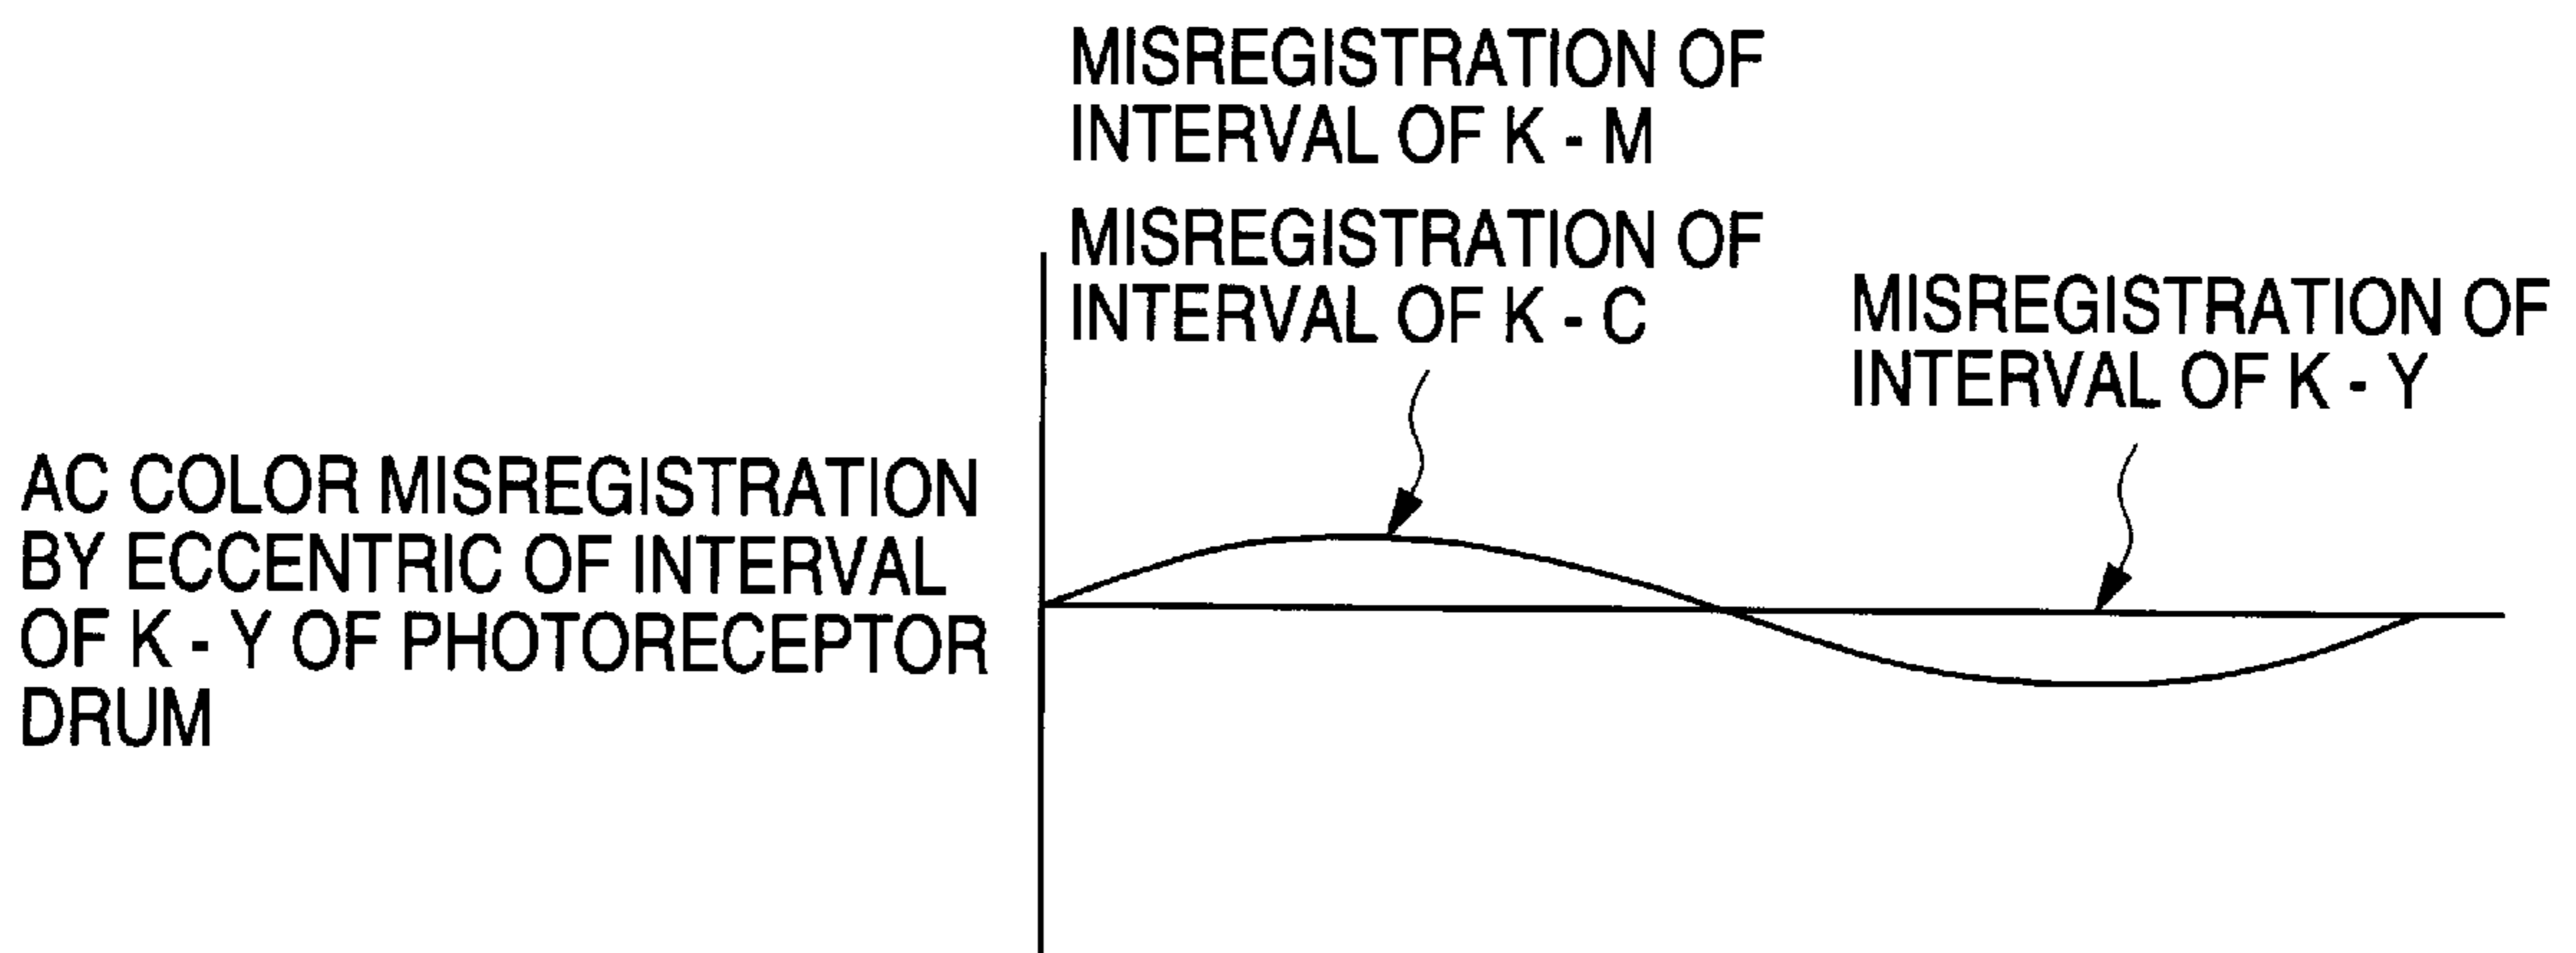 MISREGISTRATION OF
INTERVAL OF K - M
MISREGISTRATION OF
INTERVAL OF K - C
MISREGISTRATION OF
INTERVAL OF K - Y
AC COLOR MISREGISTRATION
BY ECCENTRIC OF INTERVAL
OF K - Y OF PHOTORECEPTOR
DRUM